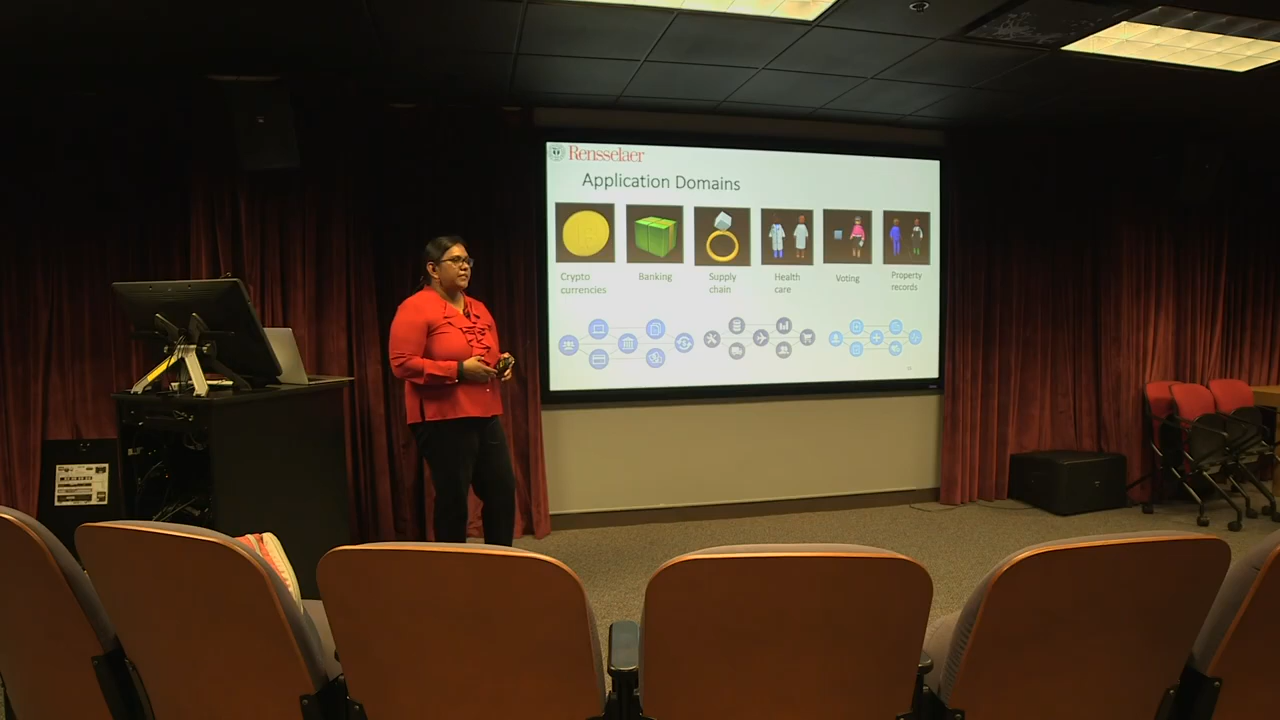 Rensselaer
Application Domains
Crypto
currencies
Banking
Supply
chain
Health
care
Voting
Property
records